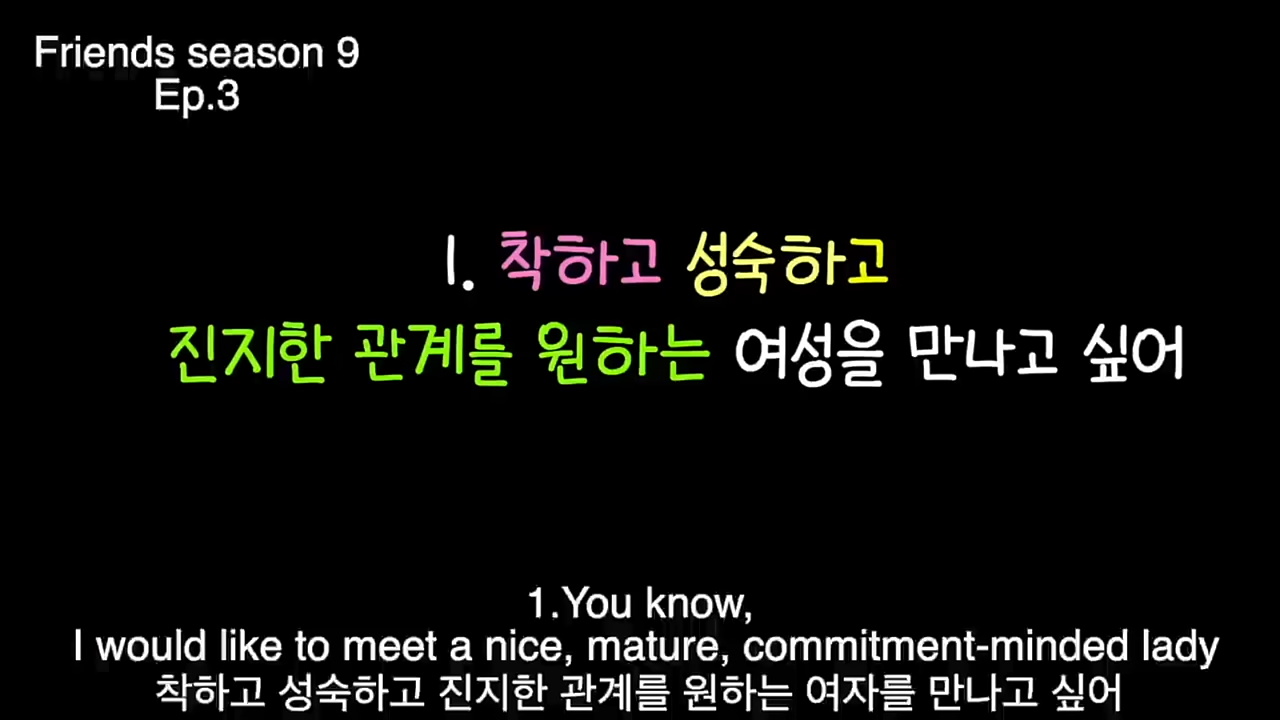 Friends season 9
Ep.3
1. 착하고 성숙하고
진지한 관계를 원하는 여성을 만나고 싶어
1.You know,
I would like to meet a nice, mature, commitment-minded lady
착하고 성숙하고 진지한 관계를 원하는 여자를 만나고 싶어